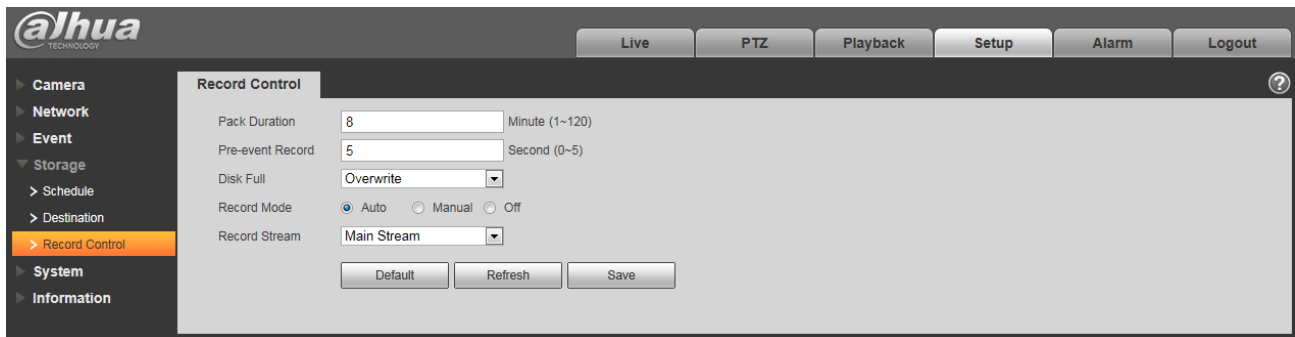 alhua
TECHNOLOGY
Live PTZ Playback Setup Alarm Logout
Camera
Network
Event
Storage
> Schedule
> Destination
> Record Control
System
Information
Record Control ?
Pack Duration 8 Minute (1~120)
Pre-event Record 5 Second (0~5)
Disk Full Overwrite
Record Mode Auto Manual Off
Record Stream Main Stream
Default Refresh Save